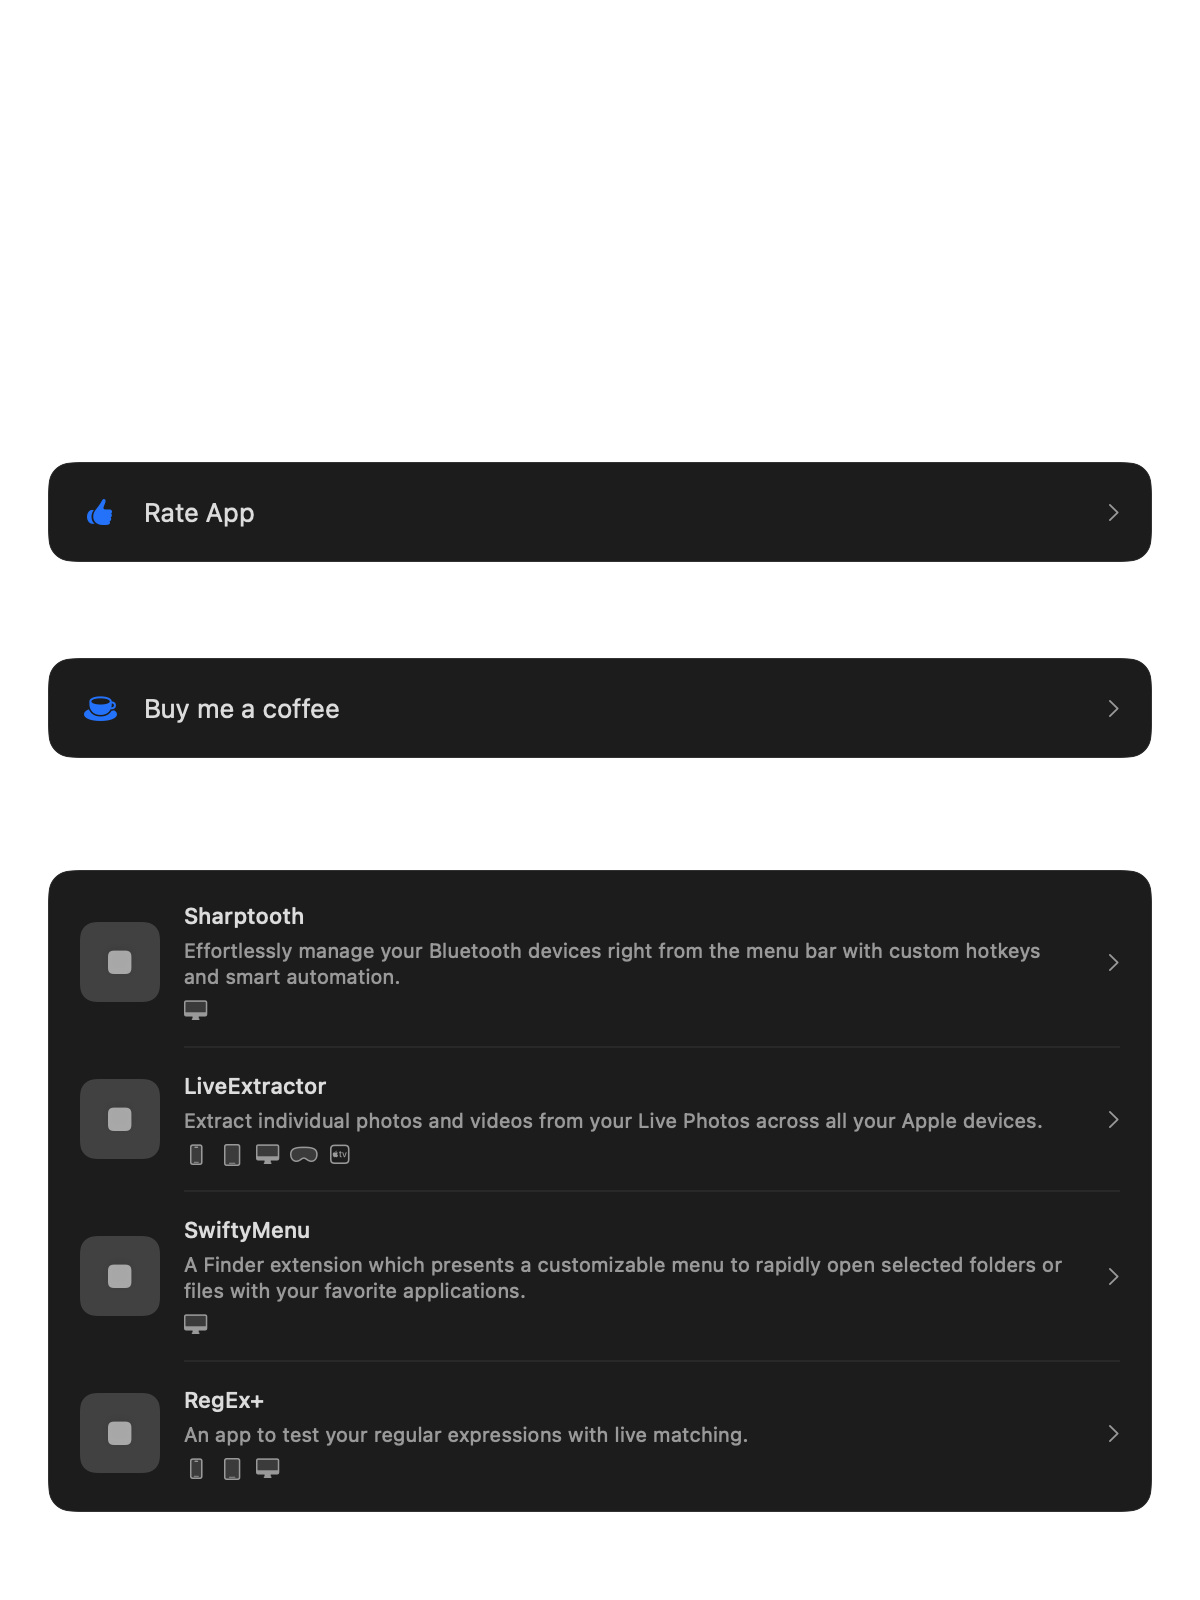 Rate App
Buy me a coffee
Sharptooth
Effortlessly manage your Bluetooth devices right from the menu bar with custom hotkeys
and smart automation.
LiveExtractor
Extract individual photos and videos from your Live Photos across all your Apple devices.
tv
SwiftyMenu
A Finder extension which presents a customizable menu to rapidly open selected folders or
files with your favorite applications.
RegEx+
An app to test your regular expressions with live matching.